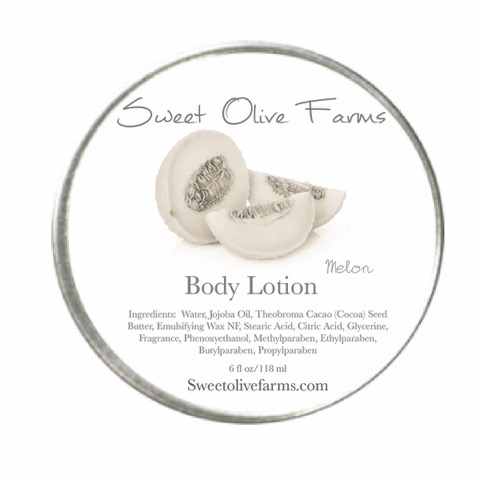 Sweet Olive Farms
Melon
Body Lotion
Ingredients: Water, Jojoba Oil, Theobroma Cacao (Cocoa) Seed
Butter, Emulsifying Wax NF, Stearic Acid, Citric Acid, Glycerine,
Fragrance, Phenoxyethanol, Methylparaben, Ethylparaben,
Butylparaben, Propylparaben
6 fl oz/118 ml
Sweetolivefarms.com